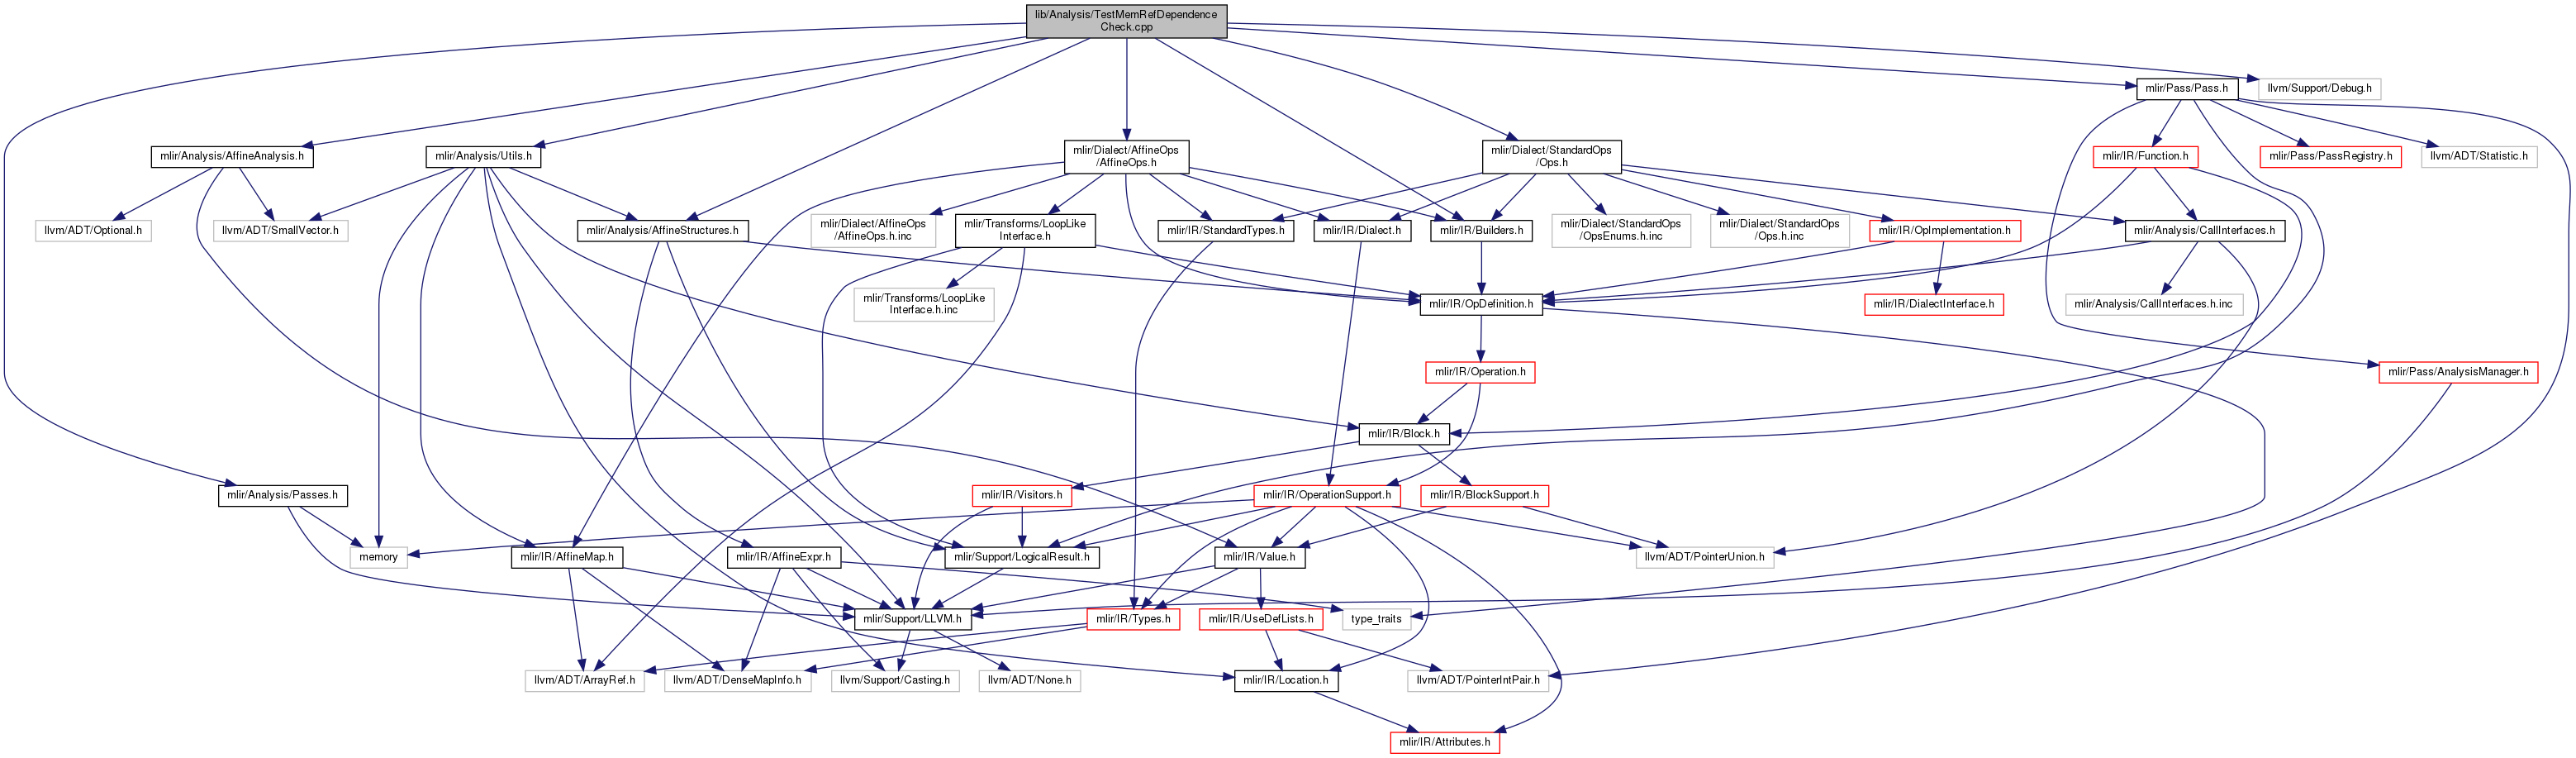 lib/Analysis/TestMemRefDependence
Check.cpp
mlir/Pass/Pass.h
llvm/Support/Debug.h
mlir/Analysis/AffineAnalysis.h
mlir/Analysis/Utils.h
mlir/Dialect/AffineOps
/AffineOps.h
mlir/Dialect/StandardOps
/Ops.h
mlir/IR/Function.h
mlir/Pass/PassRegistry.h
llvm/ADT/Statistic.h
llvm/ADT/Optional.h
llvm/ADT/SmallVector.h
mlir/Analysis/AffineStructures.h
mlir/Dialect/AffineOps
/AffineOps.h.inc
mlir/Transforms/LoopLike
Interface.h
mlir/IR/StandardTypes.h
mlir/IR/Dialect.h
mlir/IR/Builders.h
mlir/Dialect/StandardOps
/OpsEnums.h.inc
mlir/Dialect/StandardOps
/Ops.h.inc
mlir/IR/OpImplementation.h
mlir/Analysis/CallInterfaces.h
mlir/Transforms/LoopLike
Interface.h.inc
mlir/IR/OpDefinition.h
mlir/IR/DialectInterface.h
mlir/Analysis/CallInterfaces.h.inc
mlir/IR/Operation.h
mlir/Pass/AnalysisManager.h
mlir/IR/Block.h
mlir/Analysis/Passes.h
mlir/IR/Visitors.h
mlir/IR/OperationSupport.h
mlir/IR/BlockSupport.h
memory
mlir/IR/AffineMap.h
mlir/IR/AffineExpr.h
mlir/Support/LogicalResult.h
mlir/IR/Value.h
llvm/ADT/PointerUnion.h
mlir/Support/LLVM.h
mlir/IR/Types.h
mlir/IR/UseDefLists.h
type_traits
llvm/ADT/ArrayRef.h
llvm/ADT/DenseMapInfo.h
llvm/Support/Casting.h
llvm/ADT/None.h
mlir/IR/Location.h
llvm/ADT/PointerIntPair.h
mlir/IR/Attributes.h